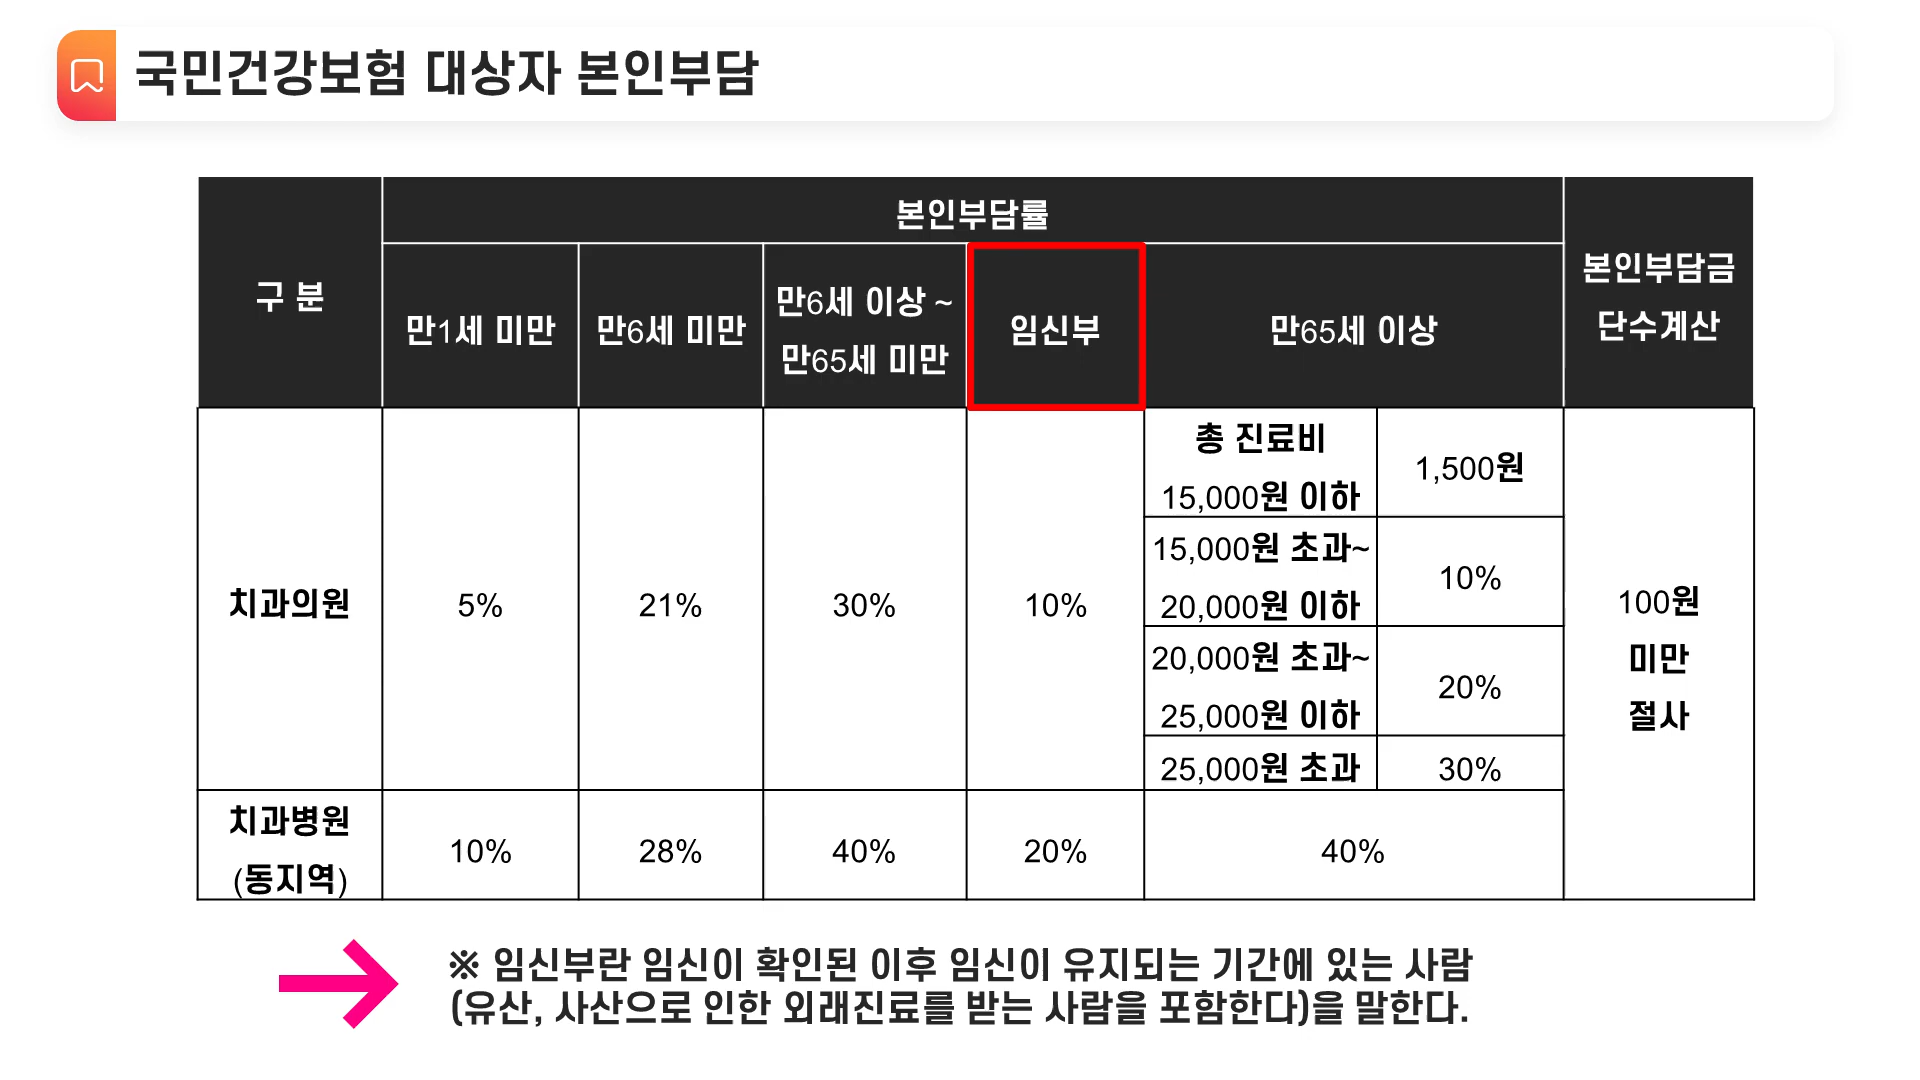 국민건강보험 대상자 본인부담
구 분
본인부담률
본인부담금
단수계산
만1세 미만
만6세 미만
만6세 이상 ~
만65세 미만
임신부
만65세 이상
치과의원
5%
21%
30%
10%
총 진료비
15,000원 이하
1,500원
15,000원 초과~
20,000원 이하
10%
20,000원 초과~
25,000원 이하
20%
25,000원 초과
30%
100원
미만
절사
치과병원
(동지역)
10%
28%
40%
20%
40%
※ 임신부란 임신이 확인된 이후 임신이 유지되는 기간에 있는 사람
(유산, 사산으로 인한 외래진료를 받는 사람을 포함한다)을 말한다.